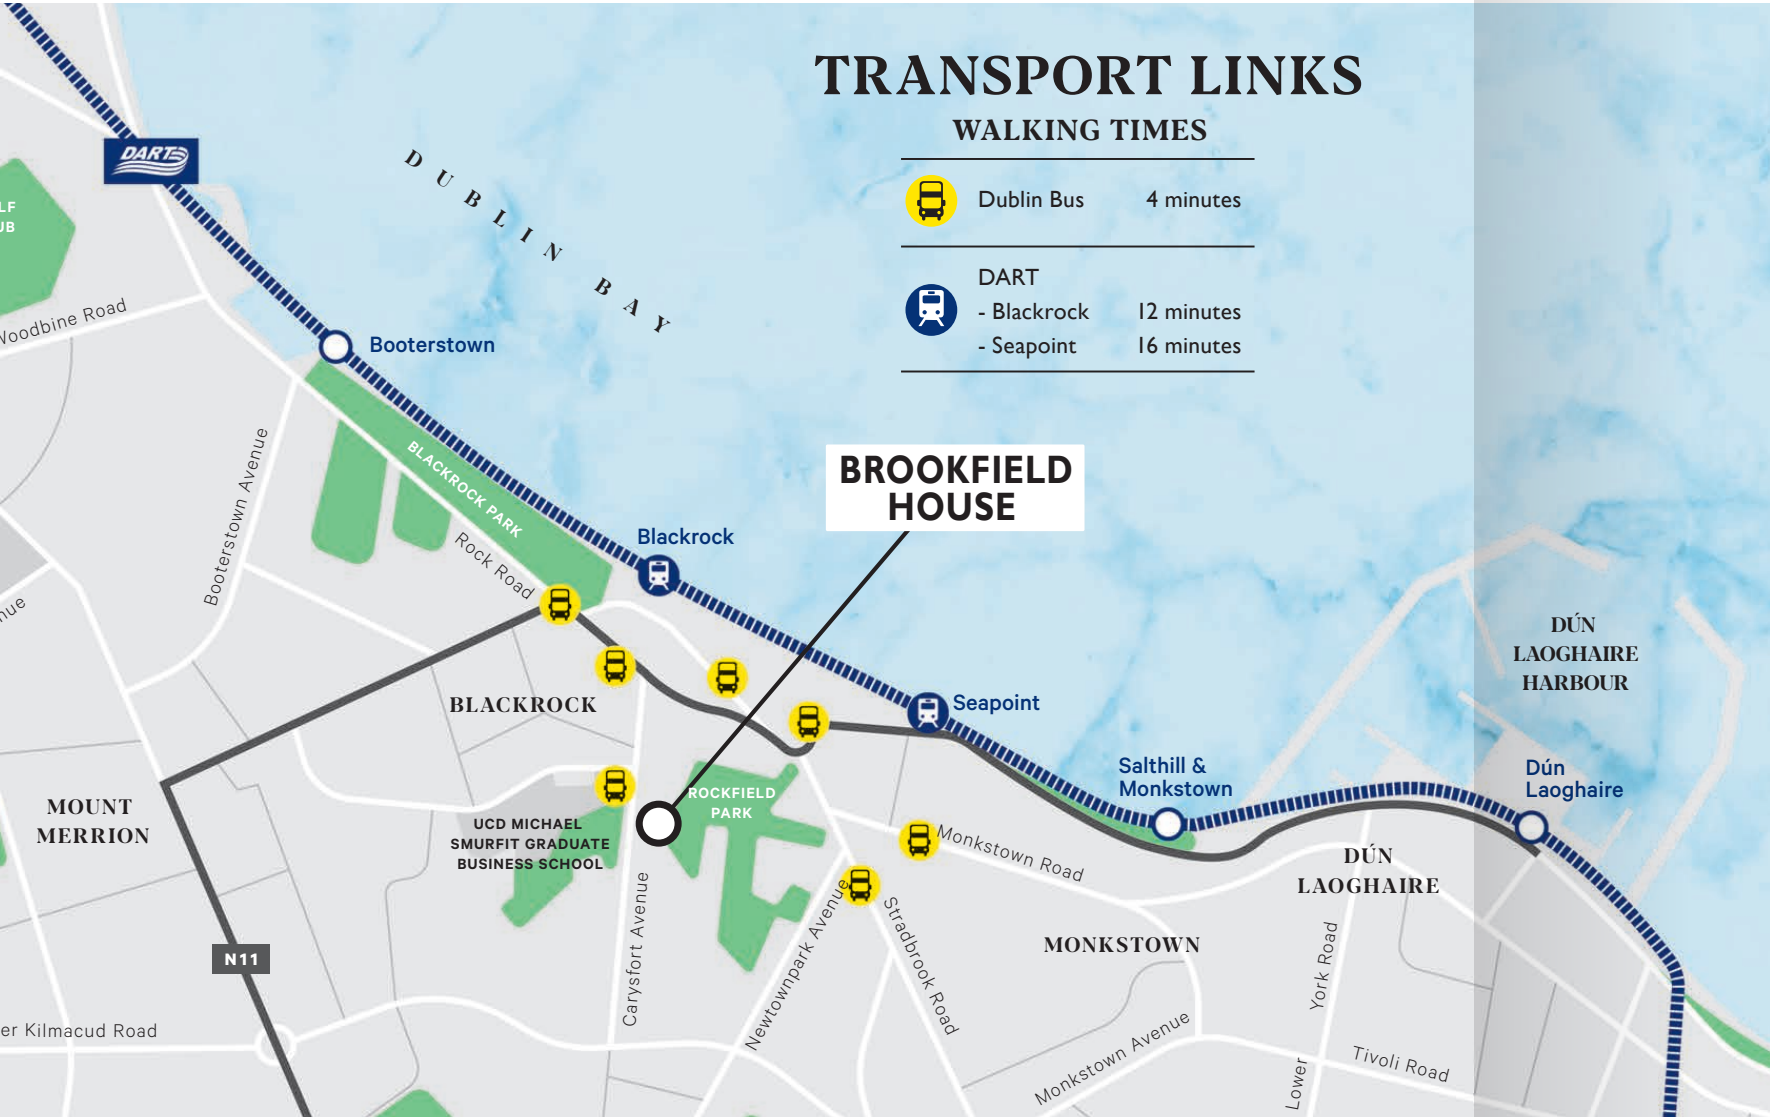 TRANSPORT LINKS
WALKING TIMES
Dublin Bus 4 minutes
DART
- Blackrock 12 minutes
- Seapoint 16 minutes
DART
DUBLIN BAY
LF
UB
Woodbine Road
Booterstown
Booterstown Avenue
BLACKROCK PARK
Rock Road
Blackrock
BROOKFIELD
HOUSE
nue
BLACKROCK
Seapoint
DÚN
LAOGHAIRE
HARBOUR
Salthill &
Monkstown
Dún
Laoghaire
MOUNT
MERRION
ROCKFIELD
PARK
UCD MICHAEL
SMURFIT GRADUATE
BUSINESS SCHOOL
Monkstown Road
DÚN
LAOGHAIRE
N11
Carysfort Avenue
Newtownpark Avenue
Stradbrook Road
MONKSTOWN
York Road
er Kilmacud Road
Monkstown Avenue
Lower
Tivoli Road